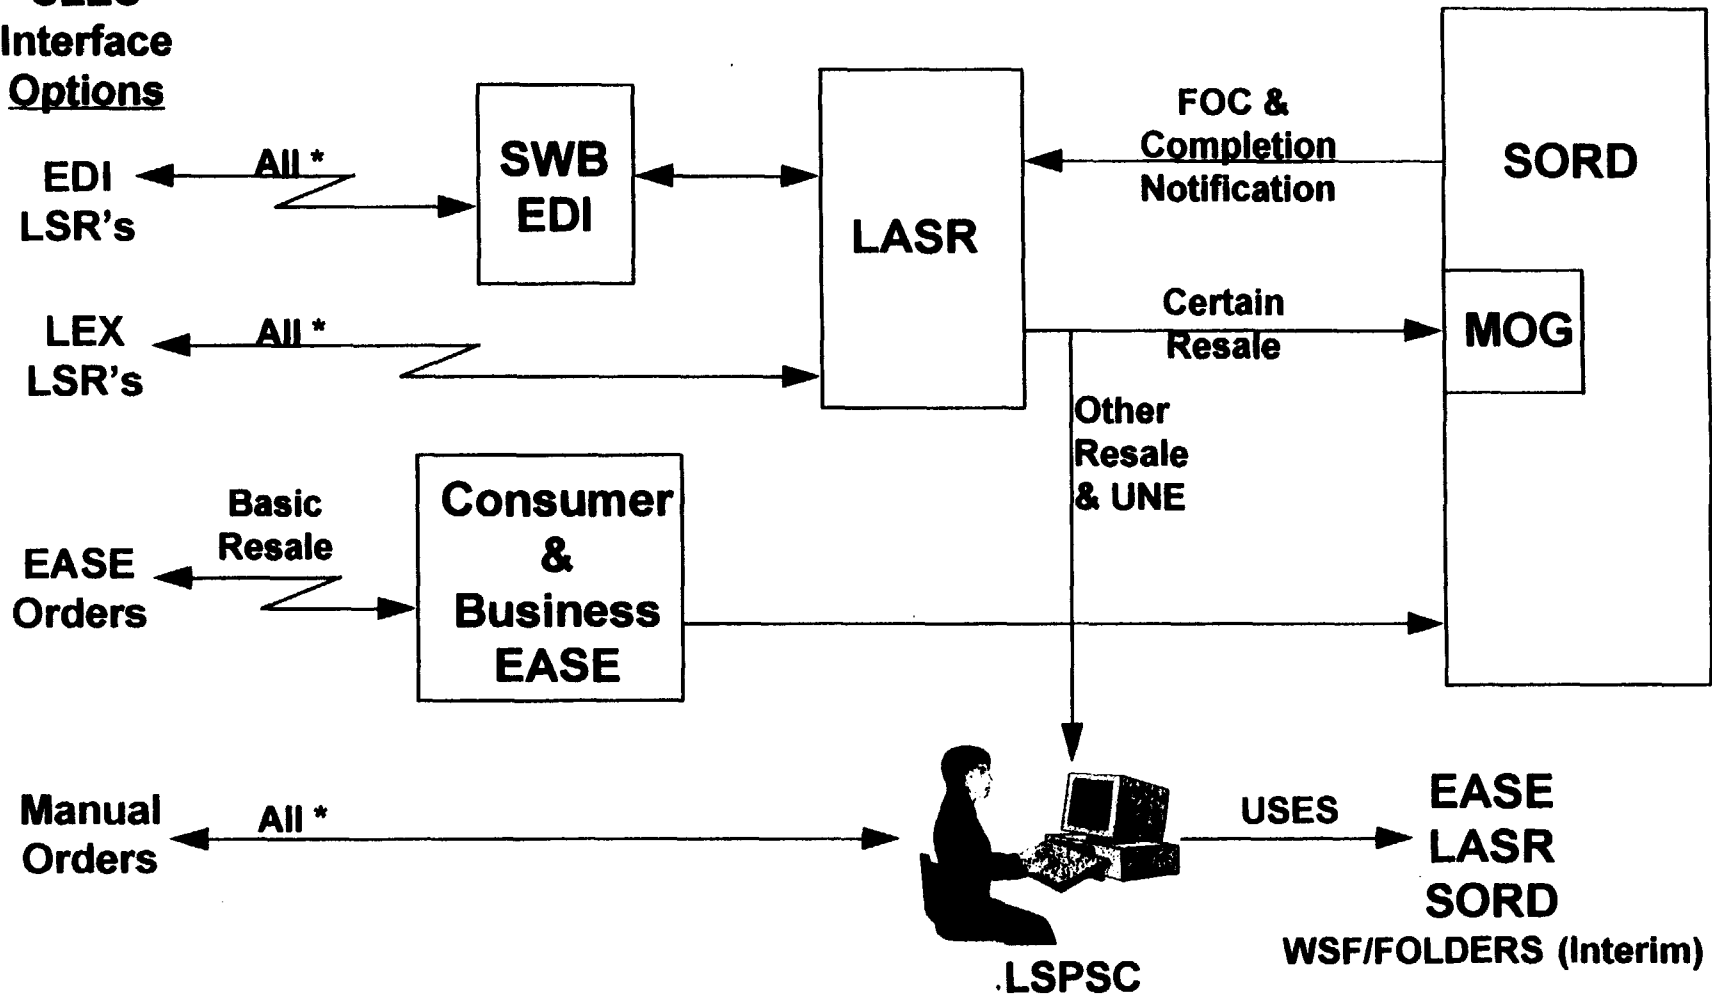 Interface
Options
EDI
LSR's
All *
SWB
EDI
LASR
FOC &
Completion
Notification
SORD
LEX
LSR's
All *
Certain
Resale
MOG
Other
Resale
& UNE
EASE
Orders
Basic
Resale
Consumer
&
Business
EASE
Manual
Orders
All *
USES
EASE
LASR
SORD
WSF/FOLDERS (Interim)
LSPSC